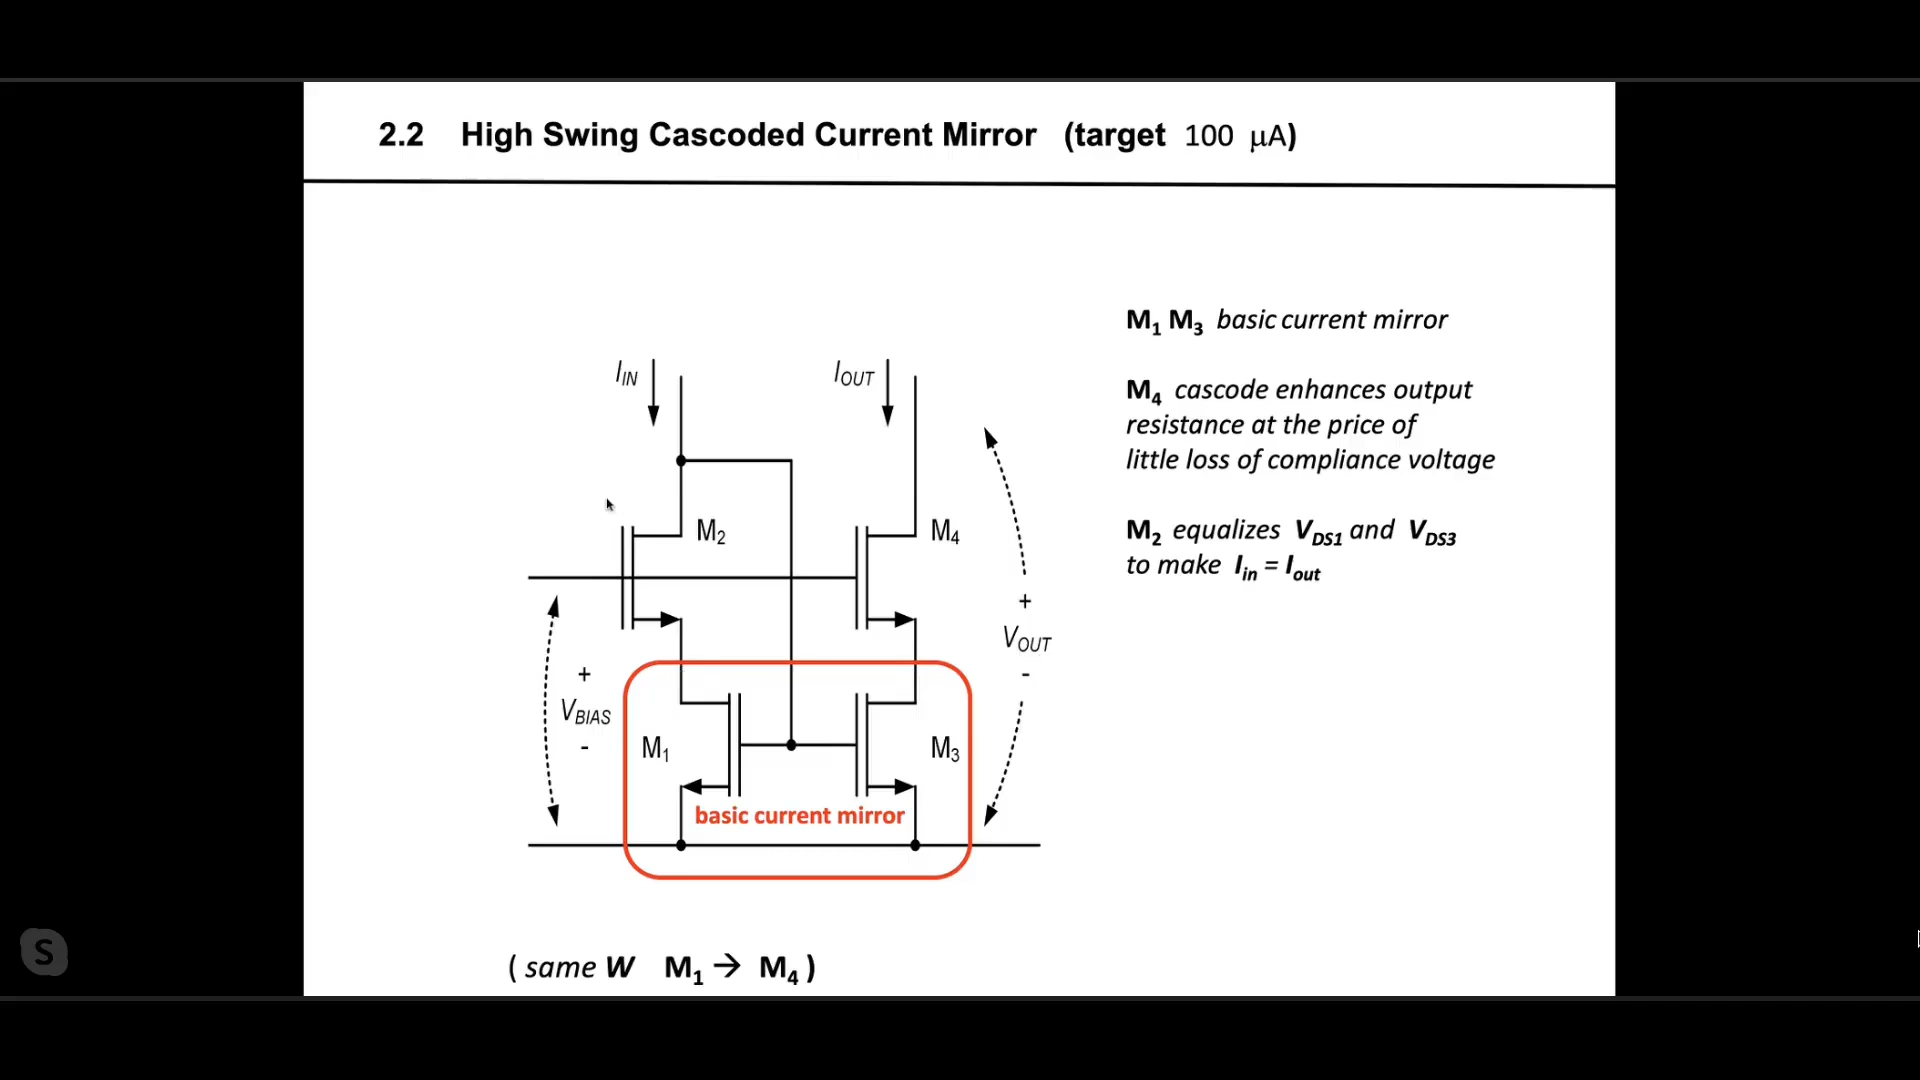 2.2 High Swing Cascoded Current Mirror (target 100 μA)
M1 M3 basic current mirror
M4 cascode enhances output
resistance at the price of
little loss of compliance voltage
M2 equalizes VDS1 and VDS3
to make Iin = Iout
IIN
IOUT
M2
M4
+
VOUT
-
+
VBIAS
-
M1
M3
basic current mirror
( same W M1 → M4 )
S